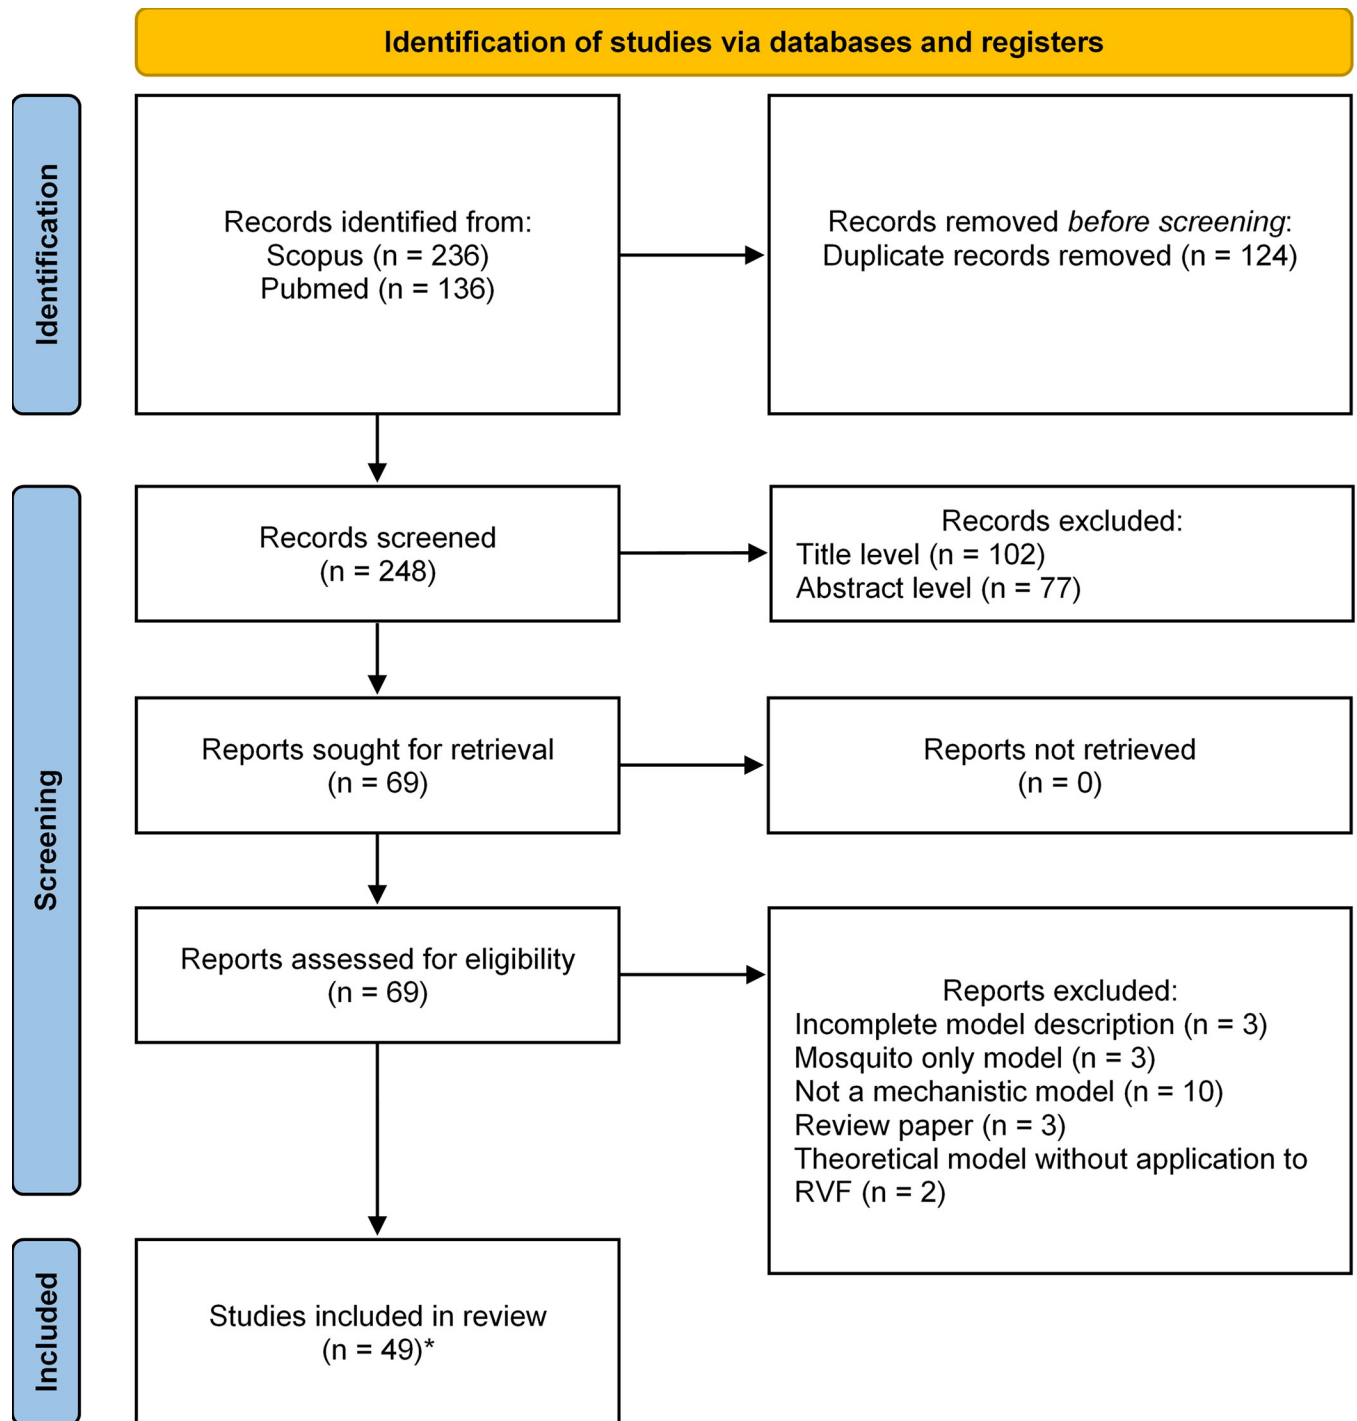 Identification of studies via databases and registers
Identification
Records identified from:
Scopus (n = 236)
Pubmed (n = 136)
Records removed before screening:
Duplicate records removed (n = 124)
Screening
Records screened
(n = 248)
Records excluded:
Title level (n = 102)
Abstract level (n = 77)
Reports sought for retrieval
(n = 69)
Reports not retrieved
(n = 0)
Reports assessed for eligibility
(n = 69)
Reports excluded:
Incomplete model description (n = 3)
Mosquito only model (n = 3)
Not a mechanistic model (n = 10)
Review paper (n = 3)
Theoretical model without application to
RVF (n = 2)
Included
Studies included in review
(n = 49)*